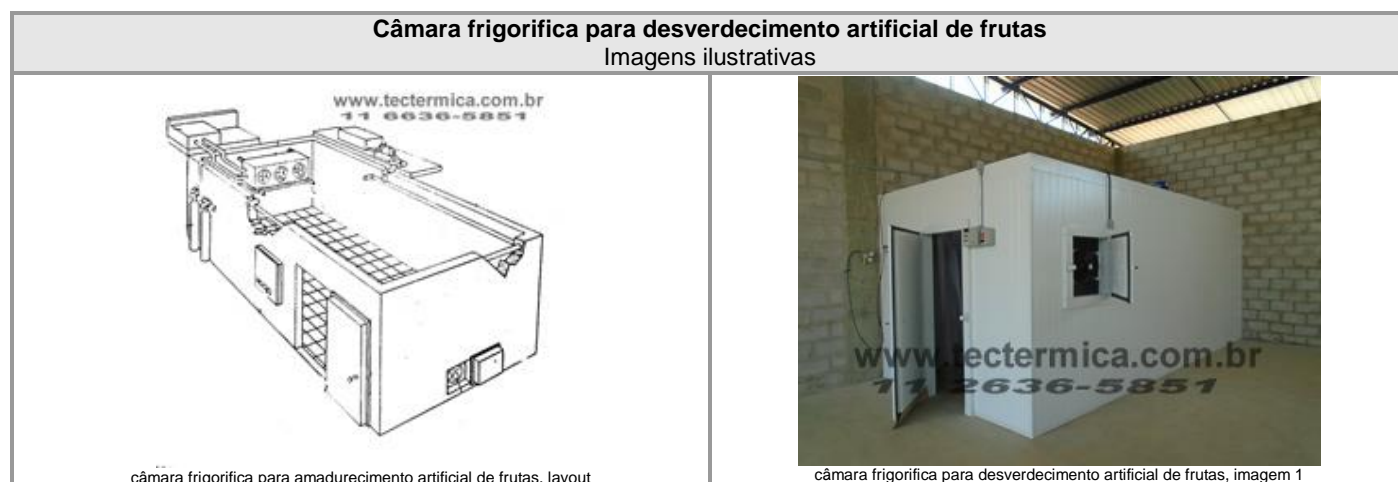 Câmara frigorifica para desverdecimento artificial de frutas
Imagens ilustrativas
www.tectermica.com.br
11 6636-5851
www.tectermica.com.br
11 2636-5851
câmara frigorifica para amadurecimento artificial de frutas, layout
câmara frigorifica para desverdecimento artificial de frutas, imagem 1